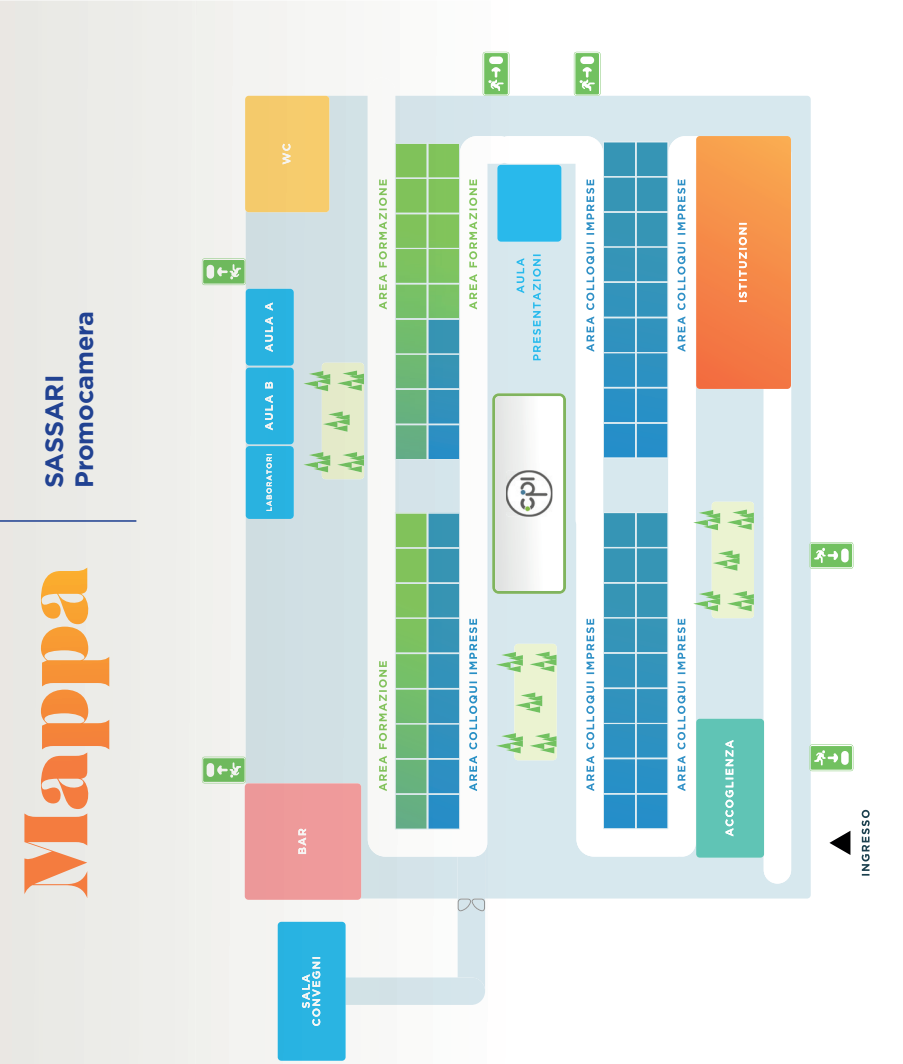 Mappa
SASSARI
Promocamera
WC
AULA A
AULA B
LABORATORI
BAR
SALA
CONVEGNI
AREA FORMAZIONE
AREA FORMAZIONE
AREA FORMAZIONE
AREA COLLOQUI IMPRESE
AULA
PRESENTAZIONI
cpi
AREA COLLOQUI IMPRESE
AREA COLLOQUI IMPRESE
AREA COLLOQUI IMPRESE
AREA COLLOQUI IMPRESE
ISTITUZIONI
ACCOGLIENZA
INGRESSO